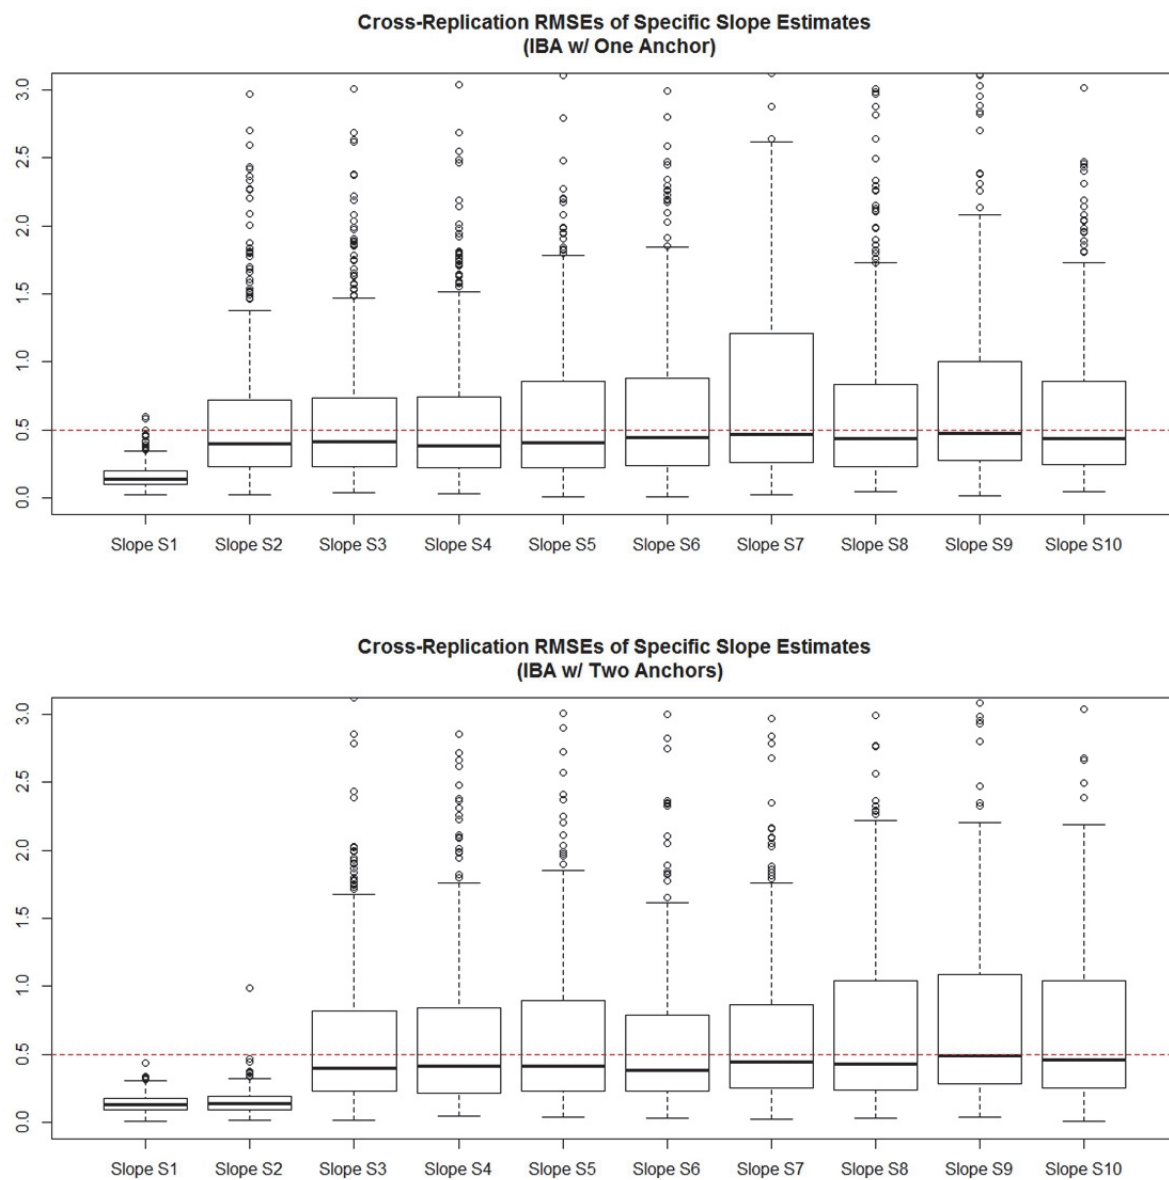 Cross-Replication RMSEs of Specific Slope Estimates
(IBA w/ One Anchor)
3.0
2.5
2.0
1.5
1.0
0.5
0.0
Slope S1 Slope S2 Slope S3 Slope S4 Slope S5 Slope S6 Slope S7 Slope S8 Slope S9 Slope S10
Cross-Replication RMSEs of Specific Slope Estimates
(IBA w/ Two Anchors)
3.0
2.5
2.0
1.5
1.0
0.5
0.0
Slope S1 Slope S2 Slope S3 Slope S4 Slope S5 Slope S6 Slope S7 Slope S8 Slope S9 Slope S10